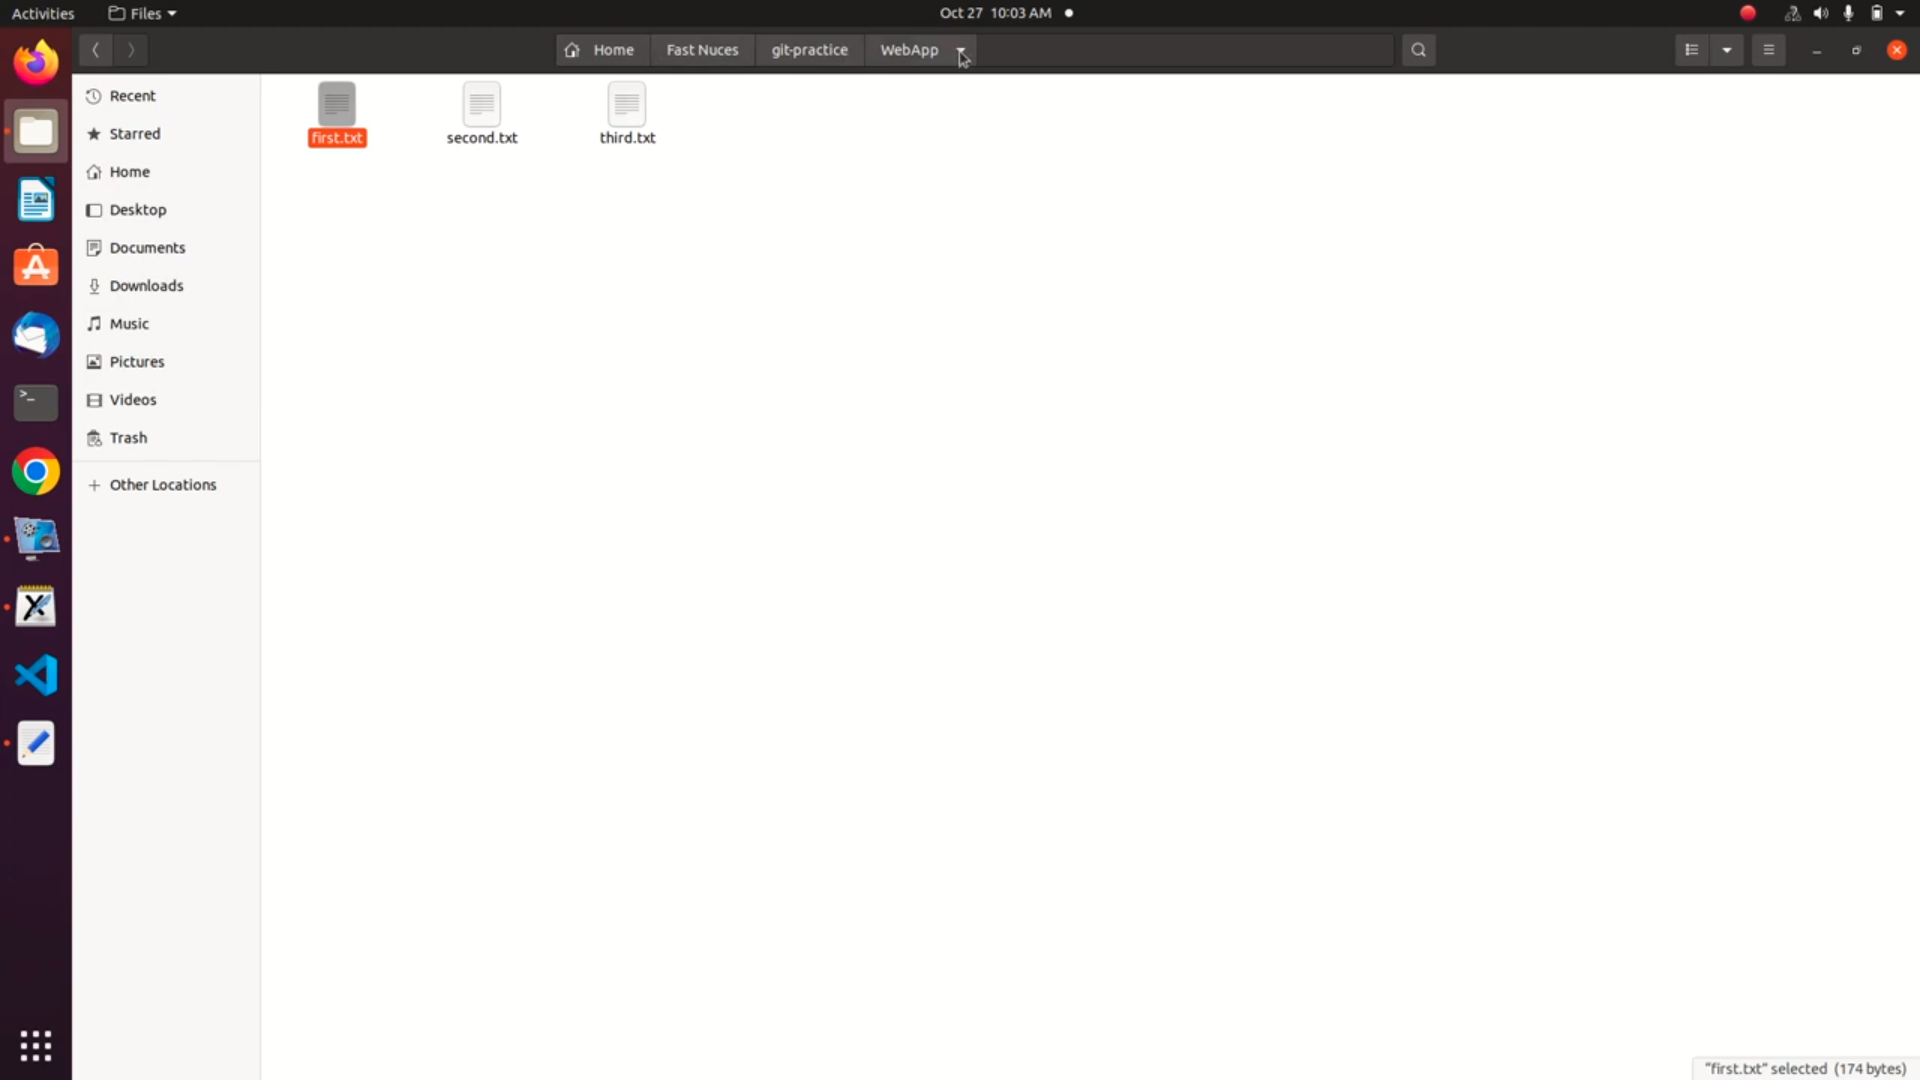 Activities Files Oct 27 10:03 AM
Home Fast Nuces git-practice WebApp
Recent
Starred
Home
Desktop
Documents
Downloads
Music
Pictures
Videos
Trash
Other Locations
first.txt second.txt third.txt
"first.txt" selected (174 bytes)